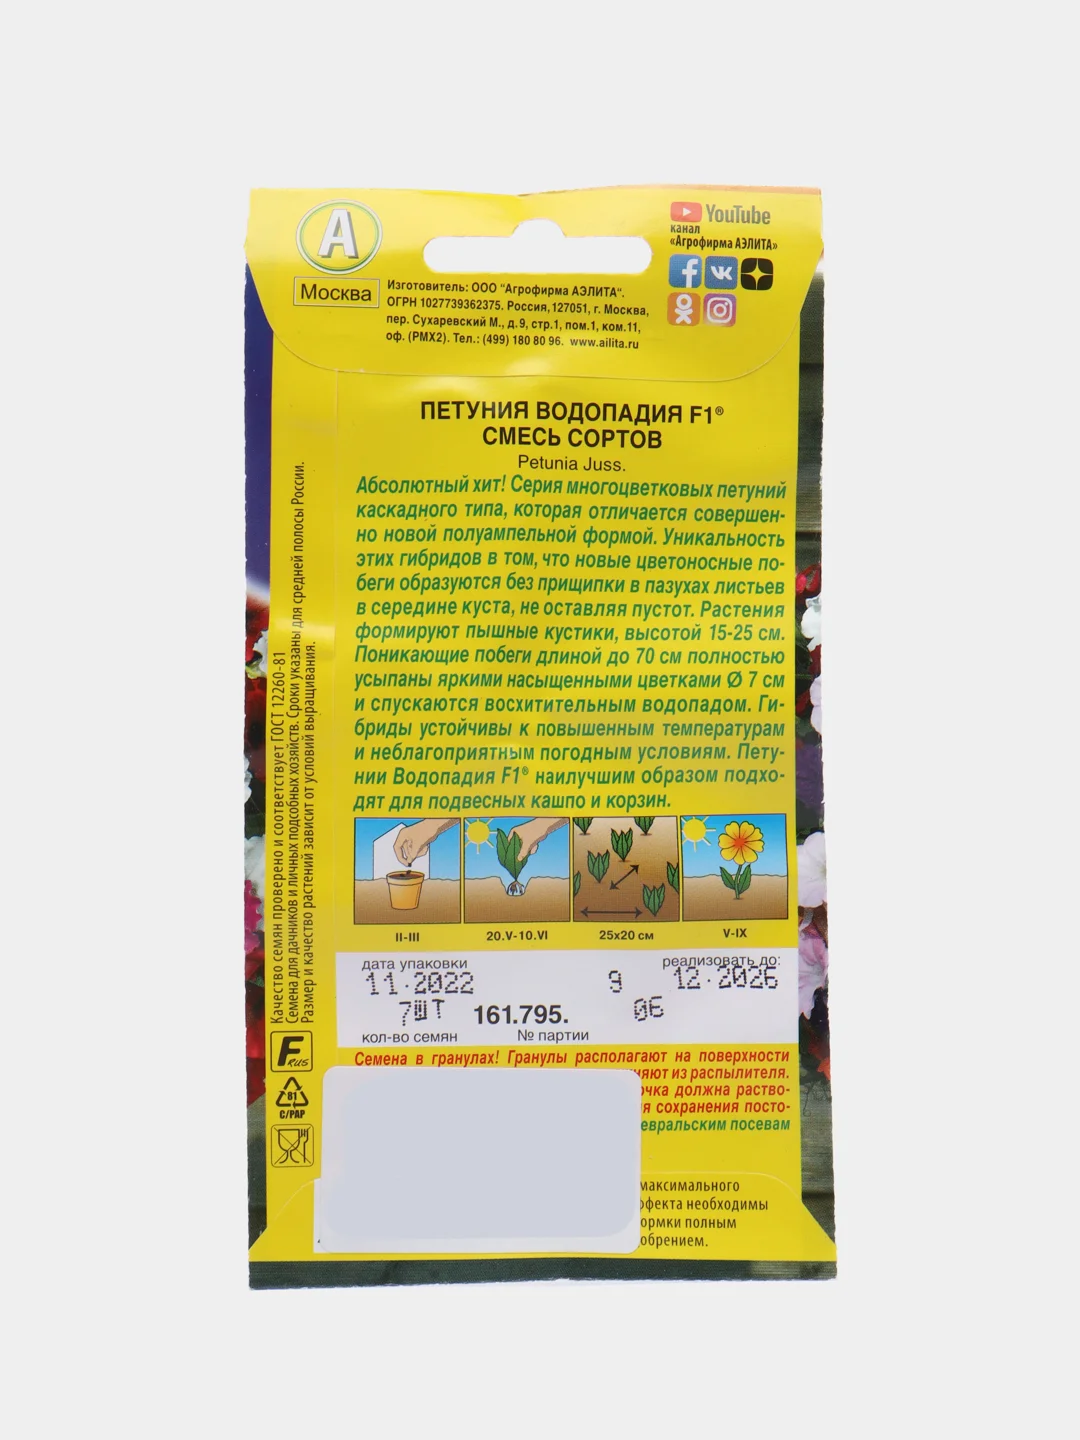 А
Москва
Изготовитель: ООО "Агрофирма АЭЛИТА".
ОГРН 1027739362375. Россия, 127051, г. Москва,
пер. Сухаревский М., д. 9, стр.1, пом.1, ком.11,
оф. (РМХ2). Тел.: (499) 180 80 96. www.ailita.ru
YouTube
канал
«Агрофирма АЭЛИТА»
ПЕТУНИЯ ВОДОПАДИЯ F1®
СМЕСЬ СОРТОВ
Petunia Juss.
Абсолютный хит! Серия многоцветковых петуний
каскадного типа, которая отличается совершен-
но новой полуампельной формой. Уникальность
этих гибридов в том, что новые цветоносные по-
беги образуются без прищипки в пазухах листьев
в середине куста, не оставляя пустот. Растения
формируют пышные кустики, высотой 15-25 см.
Поникающие побеги длиной до 70 см полностью
усыпаны яркими насыщенными цветками Ø 7 см
и спускаются восхитительным водопадом. Ги-
бриды устойчивы к повышенным температурам
и неблагоприятным погодным условиям. Пету-
нии Водопадия F1® наилучшим образом подхо-
дят для подвесных кашпо и корзин.
II-III
20.V-10.VI
25x20 см
V-IX
дата упаковки
реализовать до:
11.2022
9
12.2026
7шт
161.795.
06
кол-во семян
№ партии
Семена в гранулах! Гранулы располагают на поверхности
няют из распылителя.
очка должна раство-
я сохранения посто-
евральским посевам
максимального
ффекта необходимы
ормки полным
обрением.
Качество семян проверено и соответствует ГОСТ 12260-81
Семена для дачников и личных подсобных хозяйств. Сроки указаны для средней полосы России.
Размер и качество растений зависит от условий выращивания.
F RUS
81
C/PAP